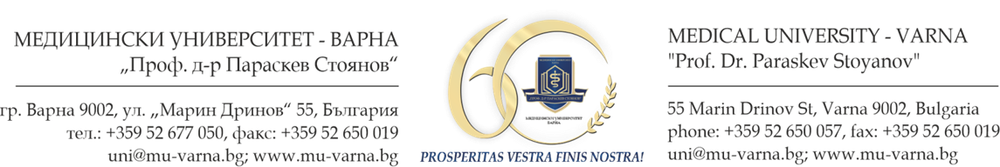 МЕДИЦИНСКИ УНИВЕРСИТЕТ - ВАРНА
„Проф. д-р Параскев Стоянов“
гр. Варна 9002, ул. „Марин Дринов“ 55, България
тел.: +359 52 677 050, факс: +359 52 650 019
uni@mu-varna.bg; www.mu-varna.bg
60
МЕДИЦИНСКИ УНИВЕРСИТЕТ
ВАРНА
PROSPERITAS VESTRA FINIS NOSTRA!
MEDICAL UNIVERSITY - VARNA
"Prof. Dr. Paraskev Stoyanov"
55 Marin Drinov St, Varna 9002, Bulgaria
phone: +359 52 650 057, fax: +359 52 650 019
uni@mu-varna.bg; www.mu-varna.bg